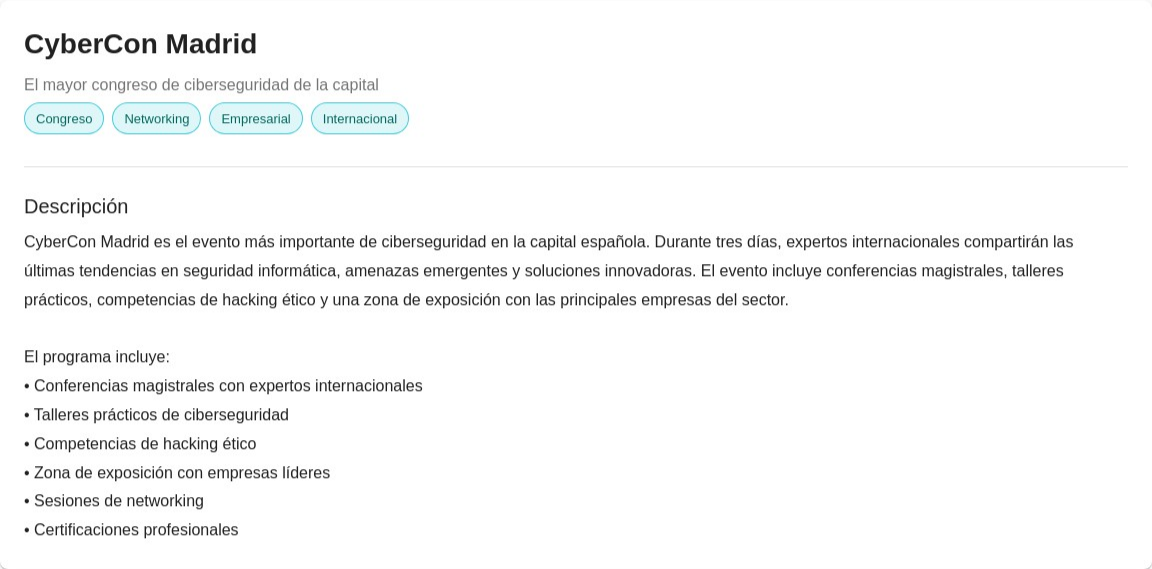 CyberCon Madrid
El mayor congreso de ciberseguridad de la capital
Congreso Networking Empresarial Internacional
Descripción
CyberCon Madrid es el evento más importante de ciberseguridad en la capital española. Durante tres días, expertos internacionales compartirán las
últimas tendencias en seguridad informática, amenazas emergentes y soluciones innovadoras. El evento incluye conferencias magistrales, talleres
prácticos, competencias de hacking ético y una zona de exposición con las principales empresas del sector.
El programa incluye:
• Conferencias magistrales con expertos internacionales
• Talleres prácticos de ciberseguridad
• Competencias de hacking ético
• Zona de exposición con empresas líderes
• Sesiones de networking
• Certificaciones profesionales